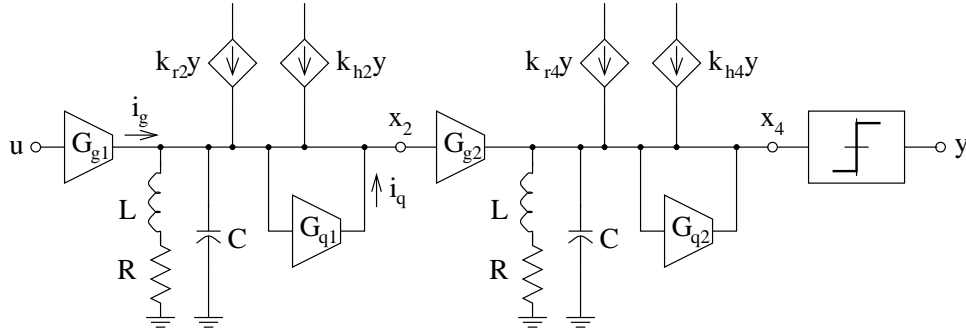 k_r2y
k_h2y
k_r4y
k_h4y
u
G_g1
i_g
x_2
G_g2
x_4
y
i_q
L
C
G_q1
R
L
C
G_q2
R